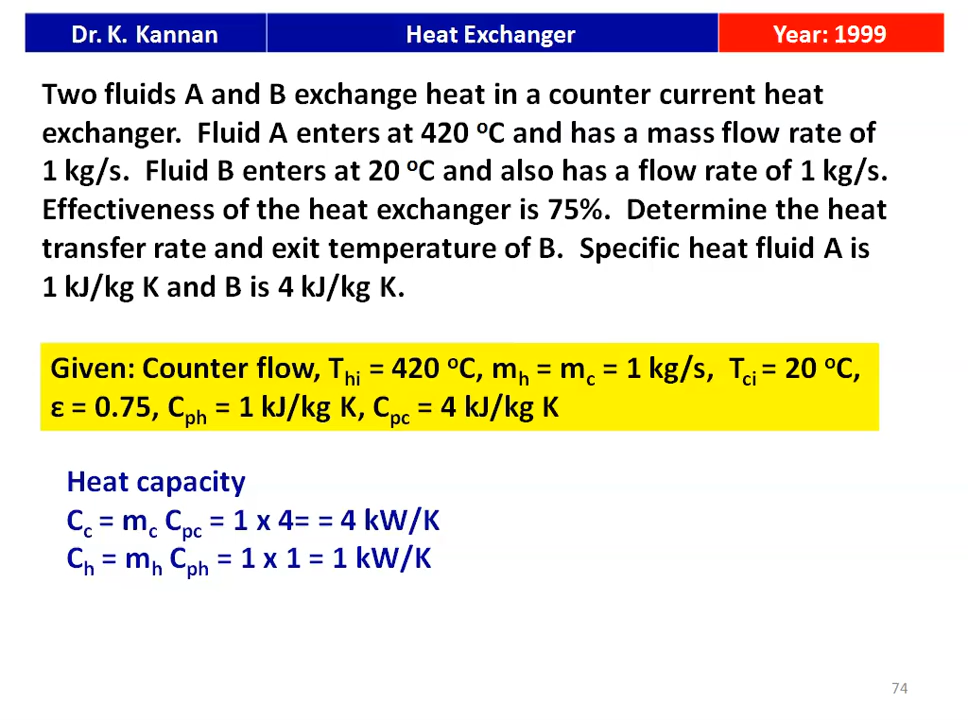 Dr. K. Kannan
Heat Exchanger
Year: 1999
Two fluids A and B exchange heat in a counter current heat
exchanger.  Fluid A enters at 420 ºC and has a mass flow rate of
1 kg/s.  Fluid B enters at 20 ºC and also has a flow rate of 1 kg/s.
Effectiveness of the heat exchanger is 75%.  Determine the heat
transfer rate and exit temperature of B.  Specific heat fluid A is
1 kJ/kg K and B is 4 kJ/kg K.
Given: Counter flow, Thi = 420 ºC, mh = mc = 1 kg/s,  Tci = 20 ºC,
ε = 0.75, Cph = 1 kJ/kg K, Cpc = 4 kJ/kg K
Heat capacity
Cc = mc Cpc = 1 x 4= = 4 kW/K
Ch = mh Cph = 1 x 1 = 1 kW/K
74